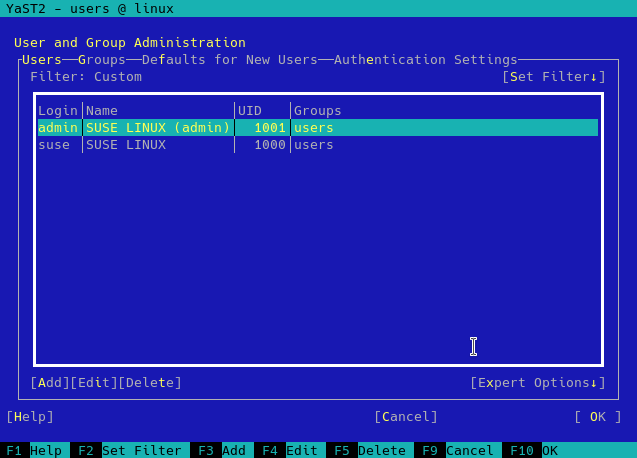 YaST2 - users @ linux
User and Group Administration
Users Groups Defaults for New Users Authentication Settings
Filter: Custom [Set Filter↓]
Login Name UID Groups
admin SUSE LINUX (admin) 1001 users
suse SUSE LINUX 1000 users
[Add][Edit][Delete] [Expert Options↓]
[Help] [Cancel] [ OK ]
F1 Help F2 Set Filter F3 Add F4 Edit F5 Delete F9 Cancel F10 OK